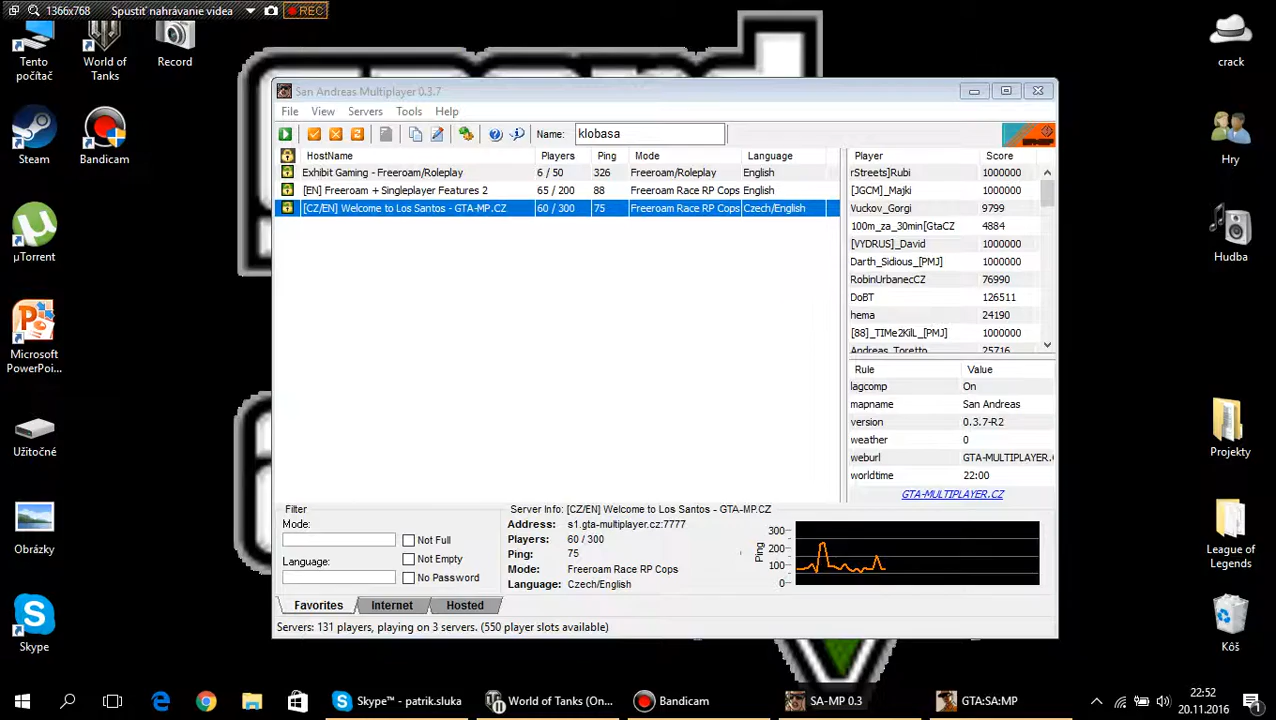 1366x768 Spustiť nahrávanie videa REC
Tento
počítač
World of
Tanks
Record
crack
Steam
Bandicam
Hry
µTorrent
Hudba
Microsoft
PowerPoi...
Užitočné
Projekty
Obrázky
League of
Legends
Skype
Kôš
San Andreas Multiplayer 0.3.7
File View Servers Tools Help
Name: klobasa
HostName Players Ping Mode Language
Exhibit Gaming - Freeroam/Roleplay 6 / 50 326 Freeroam/Roleplay English
[EN] Freeroam + Singleplayer Features 2 65 / 200 88 Freeroam Race RP Cops English
[CZ/EN] Welcome to Los Santos - GTA-MP.CZ 60 / 300 75 Freeroam Race RP Cops Czech/English
Player Score
rStreets]Rubi 1000000
[JGCM]_Majki 1000000
Vuckov_Gorgi 9799
100m_za_30min[GtaCZ 4884
[VYDRUS]_David 1000000
Darth_Sidious_[PMJ] 1000000
RobinUrbanecCZ 76990
DoBT 126511
hema 24190
[88]_TIMe2KilL_[PMJ] 1000000
Andreas_Toretto 25716
Rule Value
lagcomp On
mapname San Andreas
version 0.3.7-R2
weather 0
weburl GTA-MULTIPLAYER.
worldtime 22:00
GTA-MULTIPLAYER.CZ
Filter
Mode:
Not Full
Language:
Not Empty
No Password
Server Info: [CZ/EN] Welcome to Los Santos - GTA-MP.CZ
Address: s1.gta-multiplayer.cz:7777
Players: 60 / 300
Ping: 75
Mode: Freeroam Race RP Cops
Language: Czech/English
Ping
300
200
100
0
Favorites Internet Hosted
Servers: 131 players, playing on 3 servers. (550 player slots available)
Skype™ - patrik.sluka World of Tanks (On... Bandicam SA-MP 0.3 GTA:SA:MP
22:52
20.11.2016
1